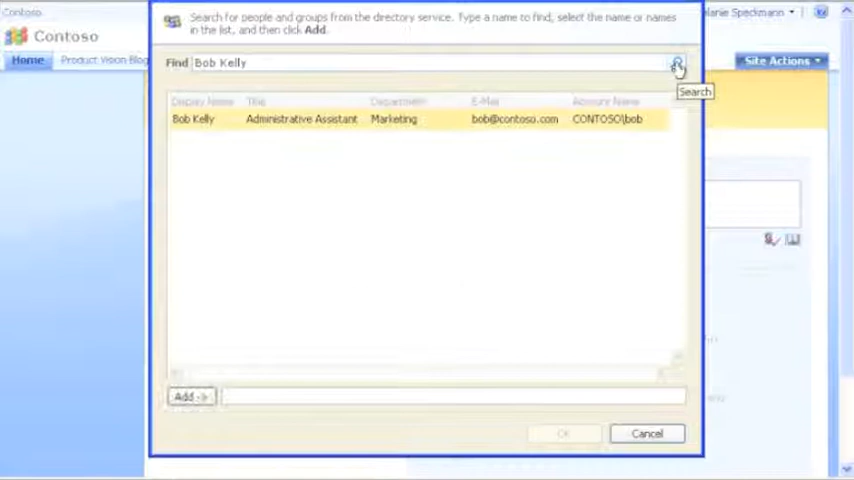 Contoso
Search for people and groups from the directory service. Type a name to find, select the name or names
in the list, and then click Add.
Speckmann
Contoso
Find Bob Kelly
Home Product Vision Blog
Site Actions
Search
Display Name Title Department E-Mail Account Name
Bob Kelly Administrative Assistant Marketing bob@contoso.com CONTOSO\bob
Add ->
OK Cancel